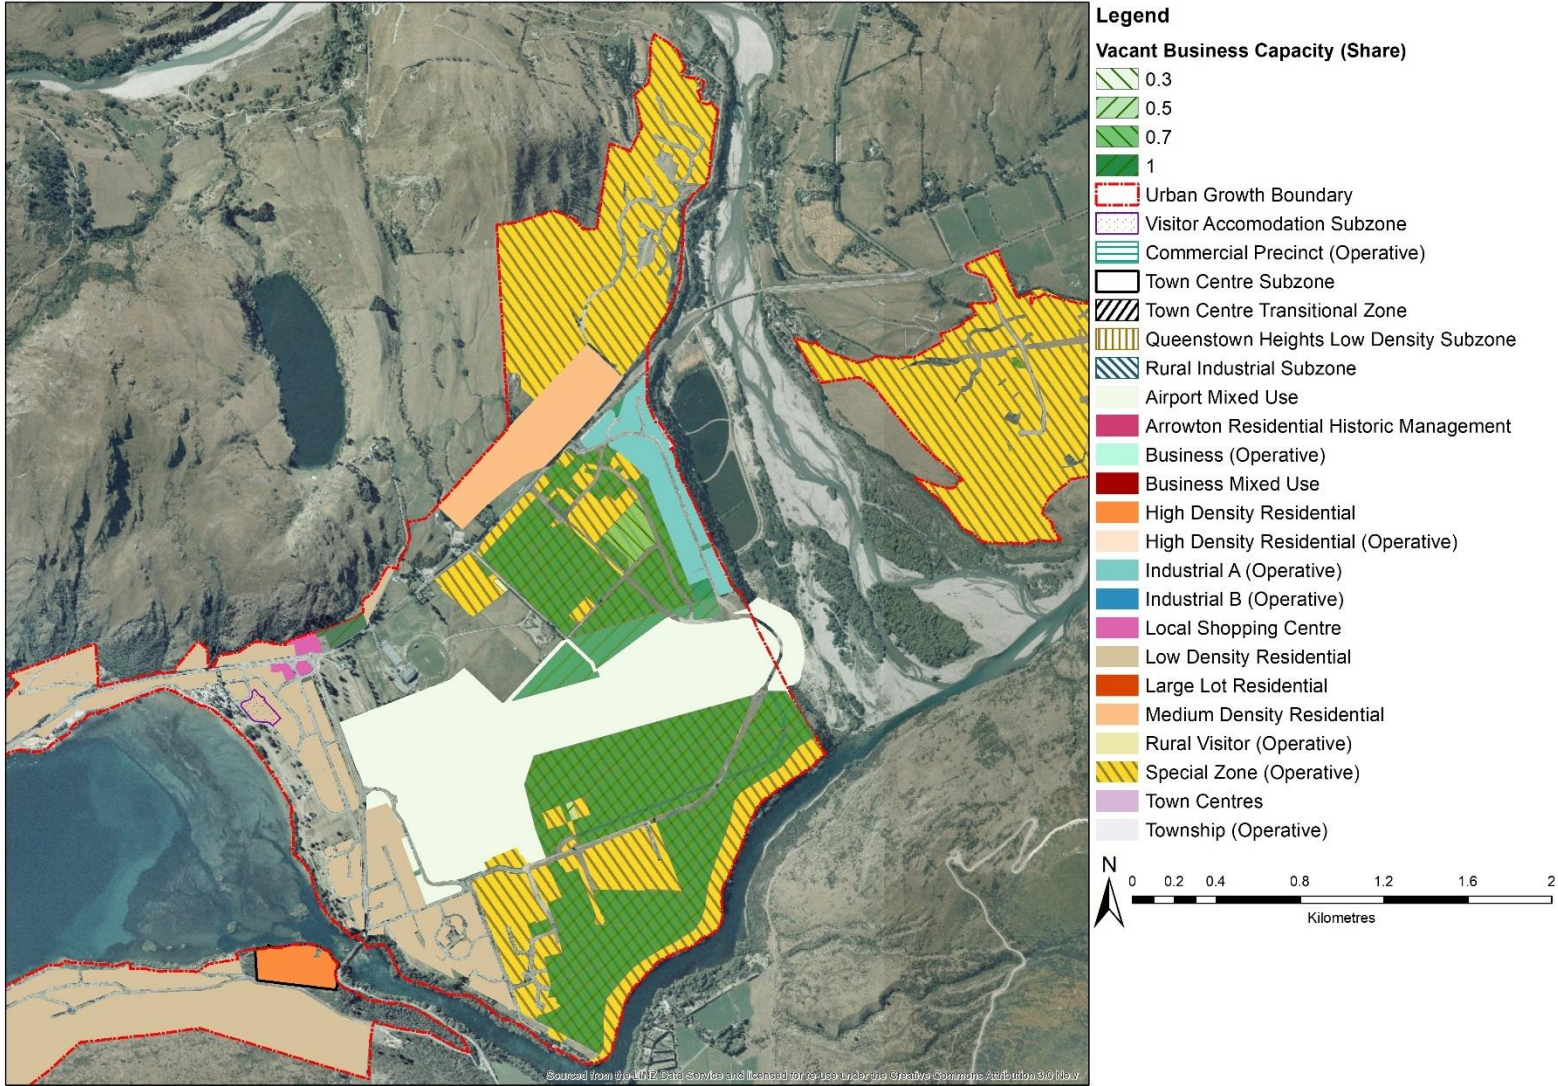 Legend
Vacant Business Capacity (Share)
0.3
0.5
0.7
1
Urban Growth Boundary
Visitor Accomodation Subzone
Commercial Precinct (Operative)
Town Centre Subzone
Town Centre Transitional Zone
Queenstown Heights Low Density Subzone
Rural Industrial Subzone
Airport Mixed Use
Arrowton Residential Historic Management
Business (Operative)
Business Mixed Use
High Density Residential
High Density Residential (Operative)
Industrial A (Operative)
Industrial B (Operative)
Local Shopping Centre
Low Density Residential
Large Lot Residential
Medium Density Residential
Rural Visitor (Operative)
Special Zone (Operative)
Town Centres
Township (Operative)
N
0 0.2 0.4 0.8 1.2 1.6 2
Kilometres
Sourced from the LINZ Data Service and licensed for re-use under the Creative Commons Attribution 3.0 New